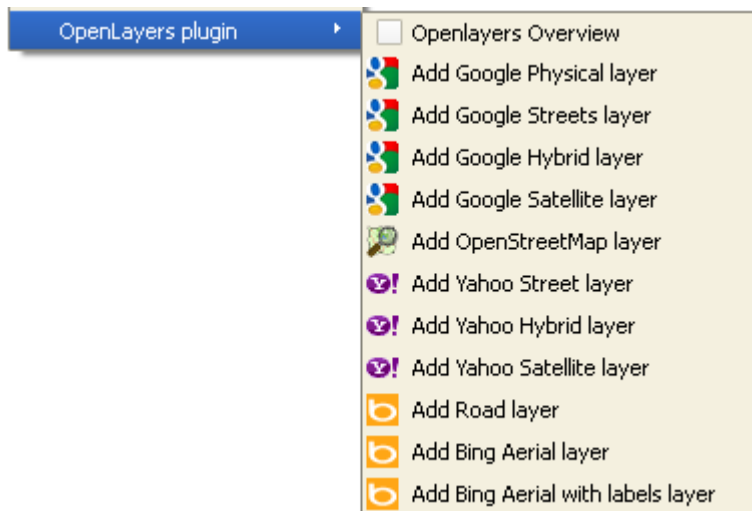 OpenLayers plugin
Openlayers Overview
Add Google Physical layer
Add Google Streets layer
Add Google Hybrid layer
Add Google Satellite layer
Add OpenStreetMap layer
Add Yahoo Street layer
Add Yahoo Hybrid layer
Add Yahoo Satellite layer
Add Road layer
Add Bing Aerial layer
Add Bing Aerial with labels layer